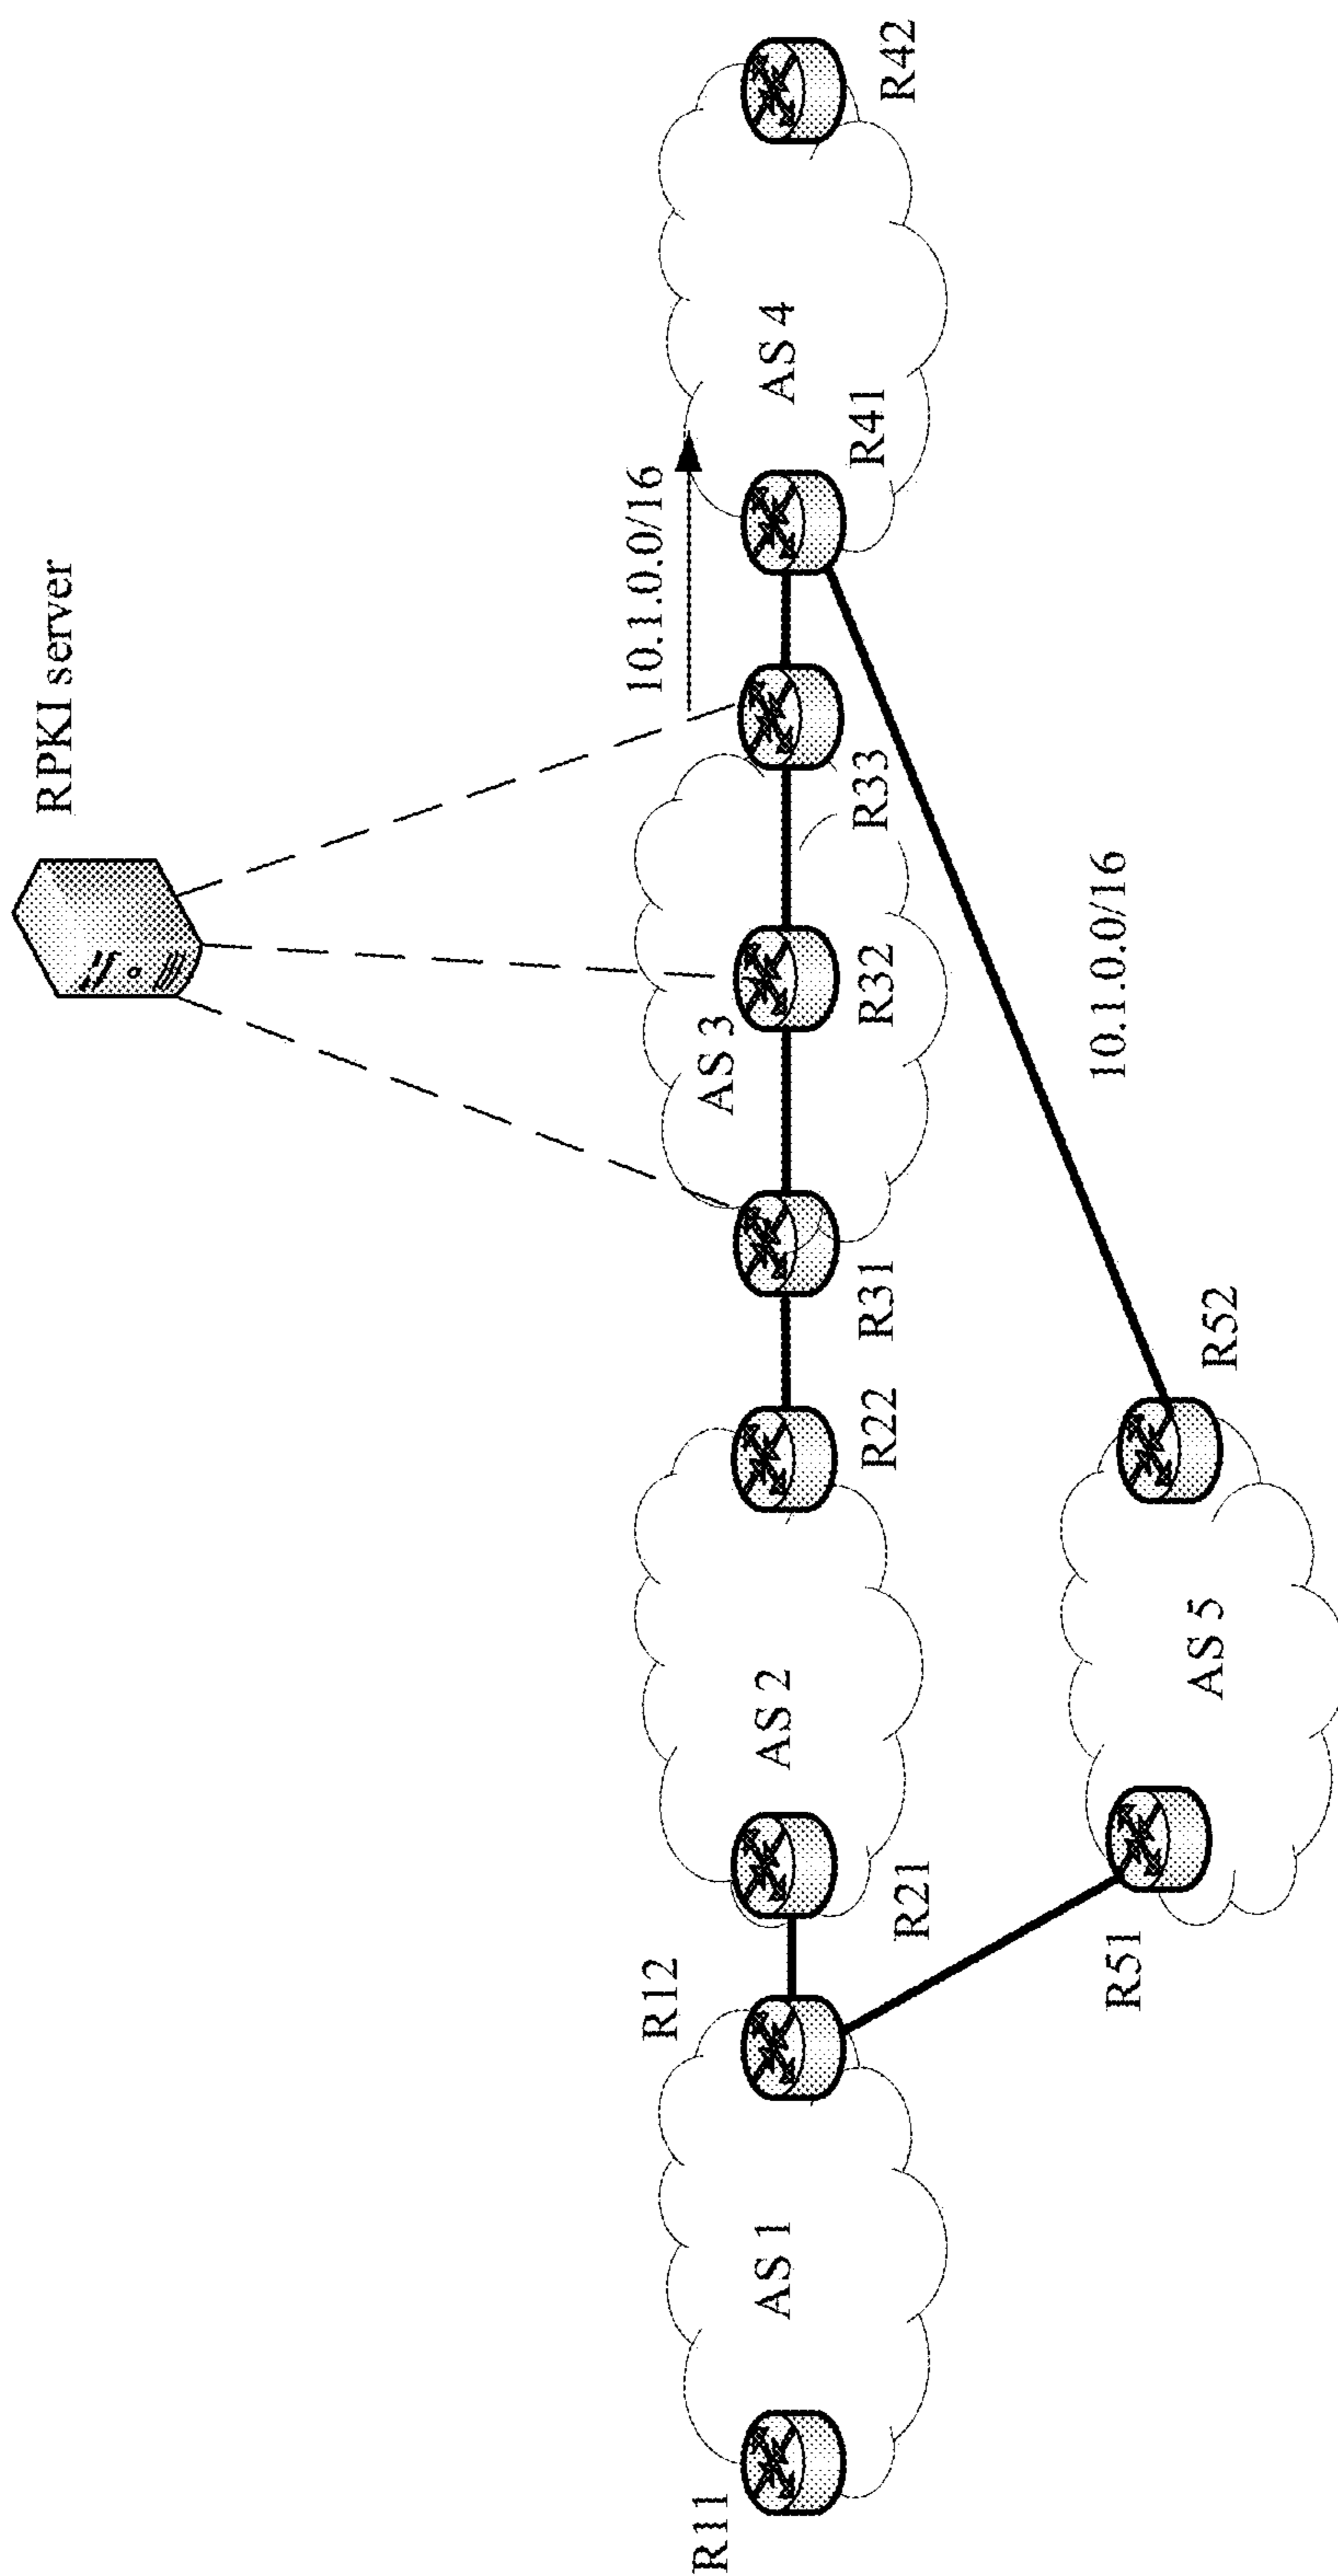 RPKI server
10.1.0.0/16
R12
AS 3
R11
AS 1
AS 2
AS 4
R21
R22
R31
R32
R33
R41
R42
10.1.0.0/16
R51
AS 5
R52